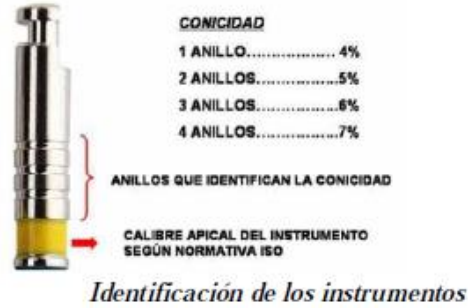 CONICIDAD
1 ANILLO.................. 4%
2 ANILLOS................5%
3 ANILLOS................6%
4 ANILLOS................7%
ANILLOS QUE IDENTIFICAN LA CONICIDAD
CALIBRE APICAL DEL INSTRUMENTO
SEGÚN NORMATIVA ISO
Identificación de los instrumentos